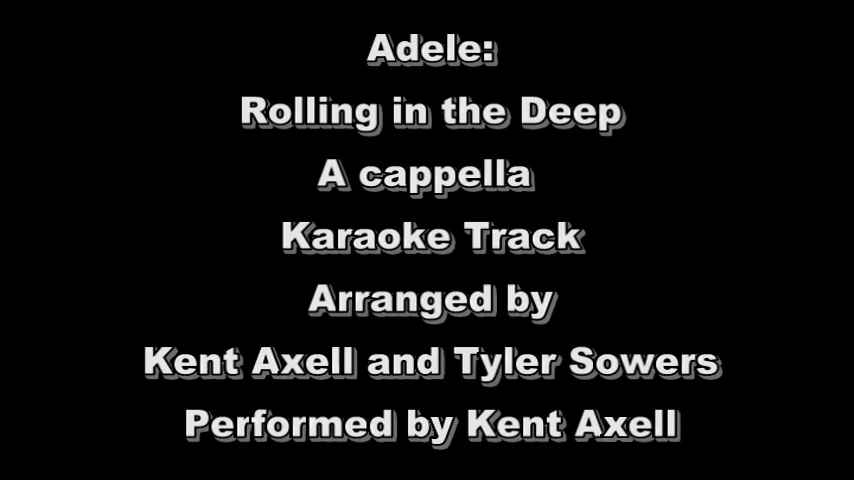 Adele:
Rolling in the Deep
A cappella
Karaoke Track
Arranged by
Kent Axell and Tyler Sowers
Performed by Kent Axell